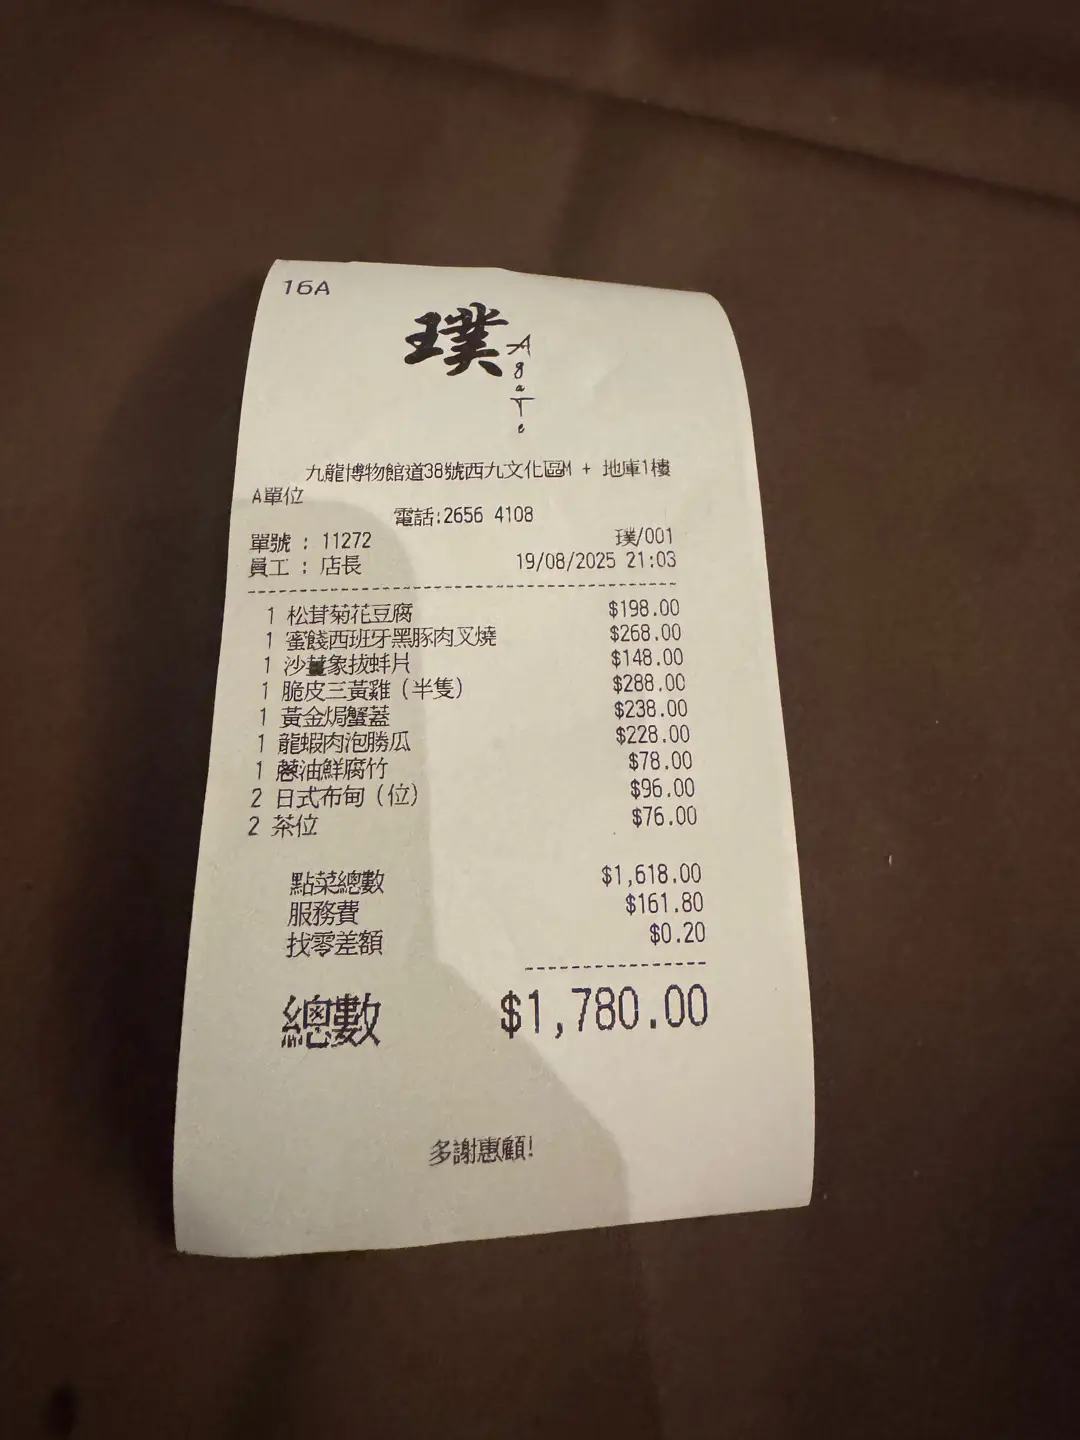 16A
璞
Agate
九龍博物館道38號西九文化區M + 地庫1樓
A單位
電話:2656 4108
單號 : 11272 璞/001
員工 : 店長 19/08/2025 21:03
1 松茸菊花豆腐 $198.00
1 蜜餞西班牙黑豚肉叉燒 $268.00
1 沙薑象拔蚌片 $148.00
1 脆皮三黃雞（半隻） $288.00
1 黃金焗蟹蓋 $238.00
1 龍蝦肉泡勝瓜 $228.00
1 蔥油鮮腐竹 $78.00
2 日式布甸（位） $96.00
2 茶位 $76.00
點菜總數 $1,618.00
服務費 $161.80
找零差額 $0.20
總數 $1,780.00
多謝惠顧!